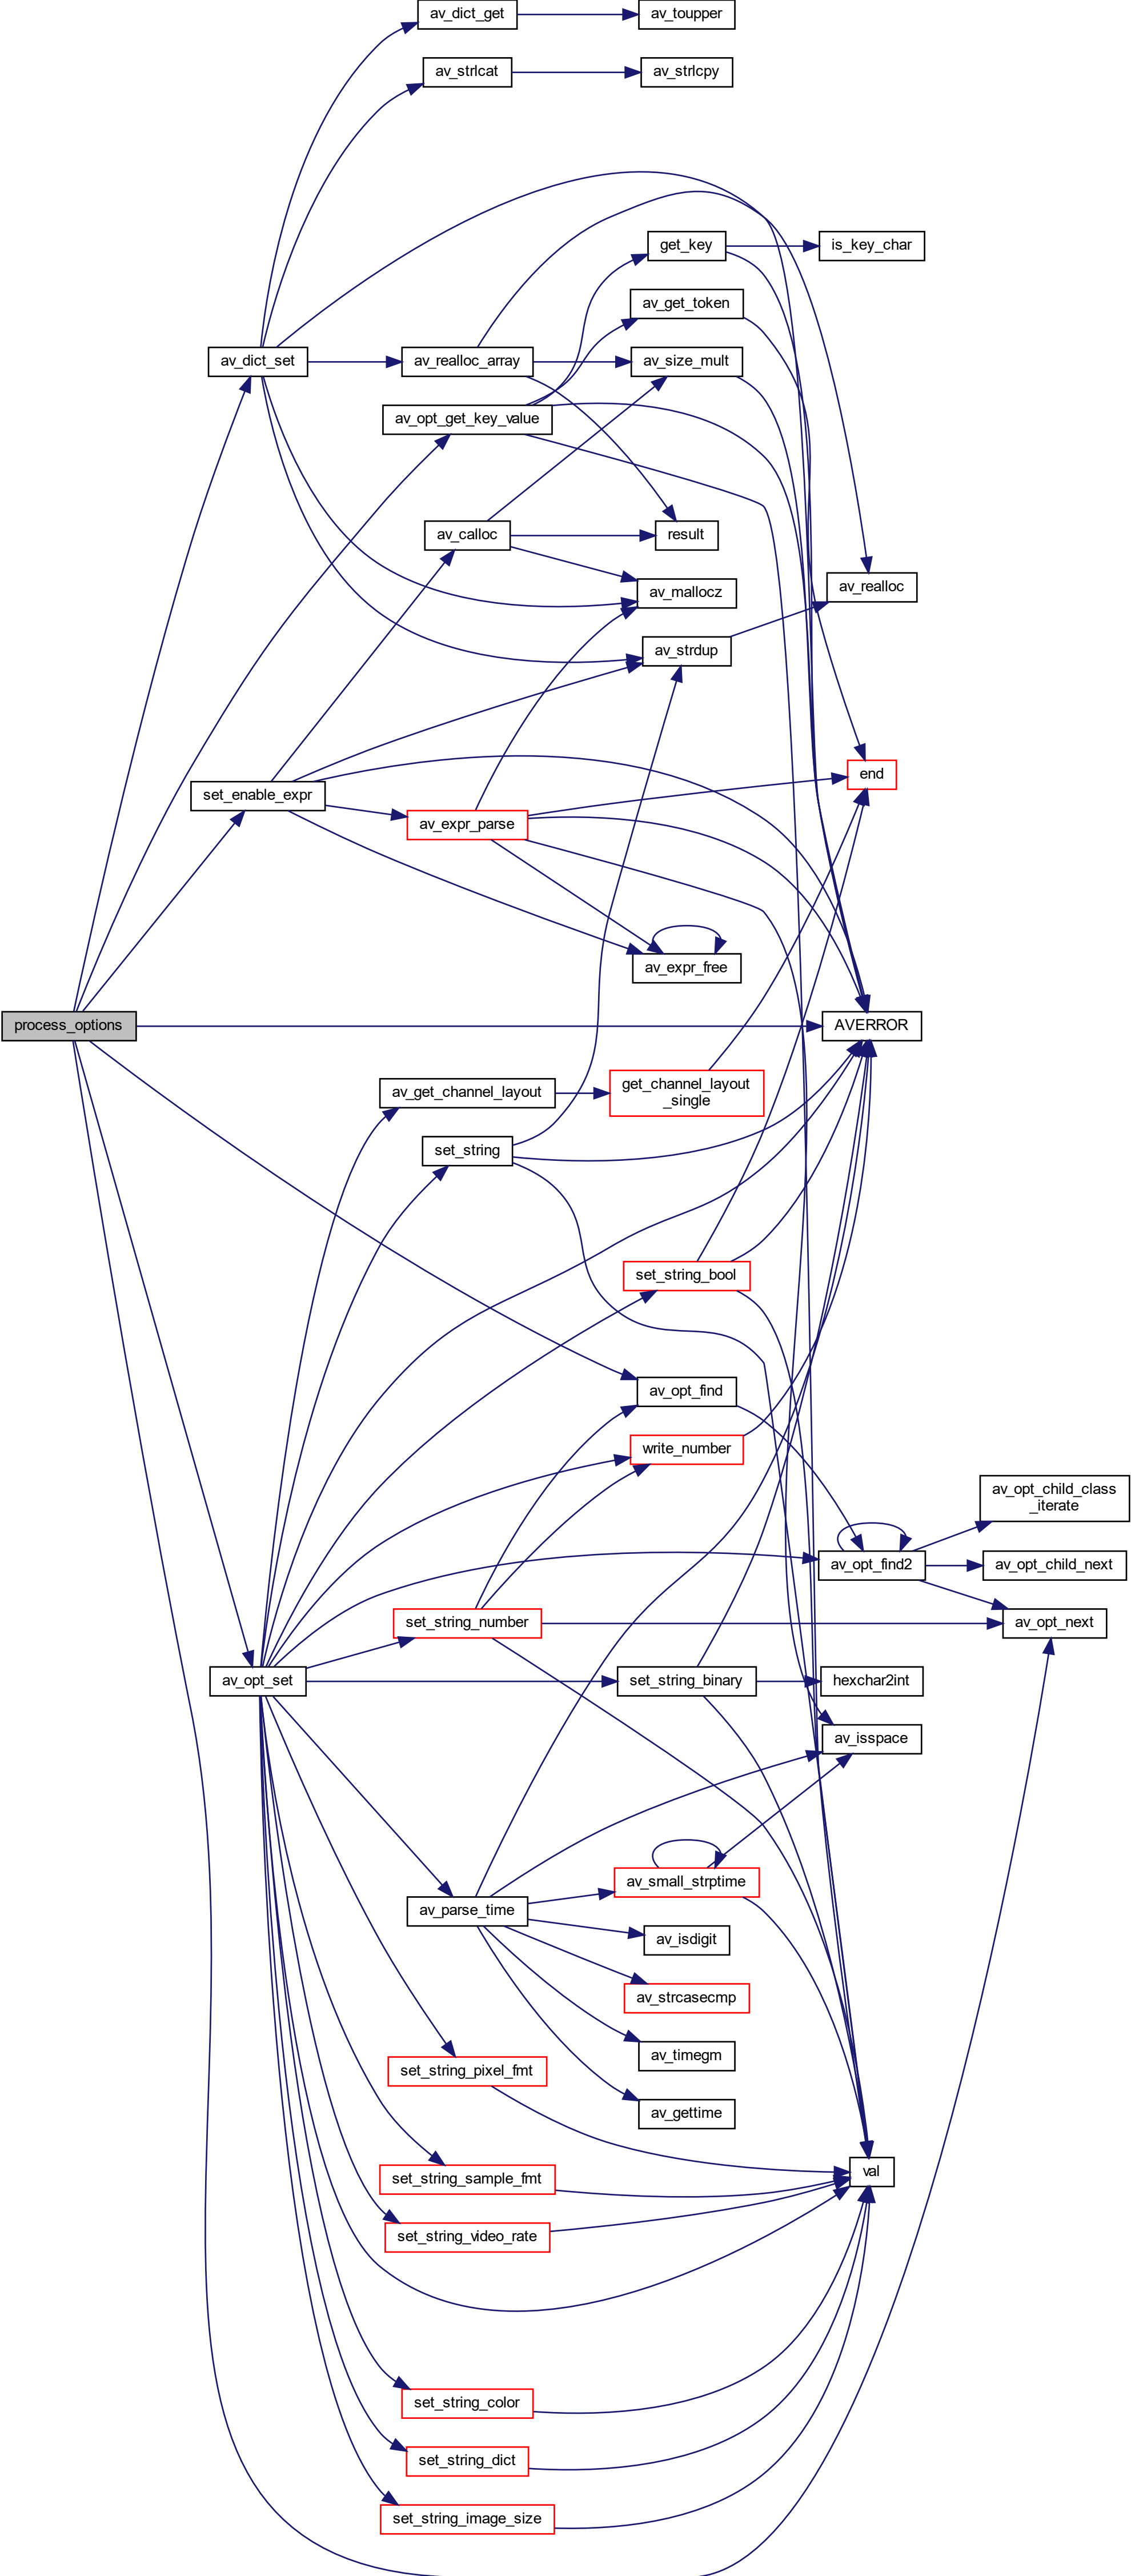 av_dict_get
av_toupper
av_strlcat
av_strlcpy
get_key
is_key_char
av_get_token
av_dict_set
av_realloc_array
av_size_mult
av_opt_get_key_value
av_calloc
result
av_realloc
av_mallocz
av_strdup
end
set_enable_expr
av_expr_parse
av_expr_free
process_options
AVERROR
av_get_channel_layout
get_channel_layout
_single
set_string
set_string_bool
av_opt_find
write_number
av_opt_child_class
_iterate
av_opt_find2
av_opt_child_next
set_string_number
av_opt_next
av_opt_set
set_string_binary
hexchar2int
av_isspace
av_small_strptime
av_parse_time
av_isdigit
av_strcasecmp
av_timegm
set_string_pixel_fmt
av_gettime
val
set_string_sample_fmt
set_string_video_rate
set_string_color
set_string_dict
set_string_image_size